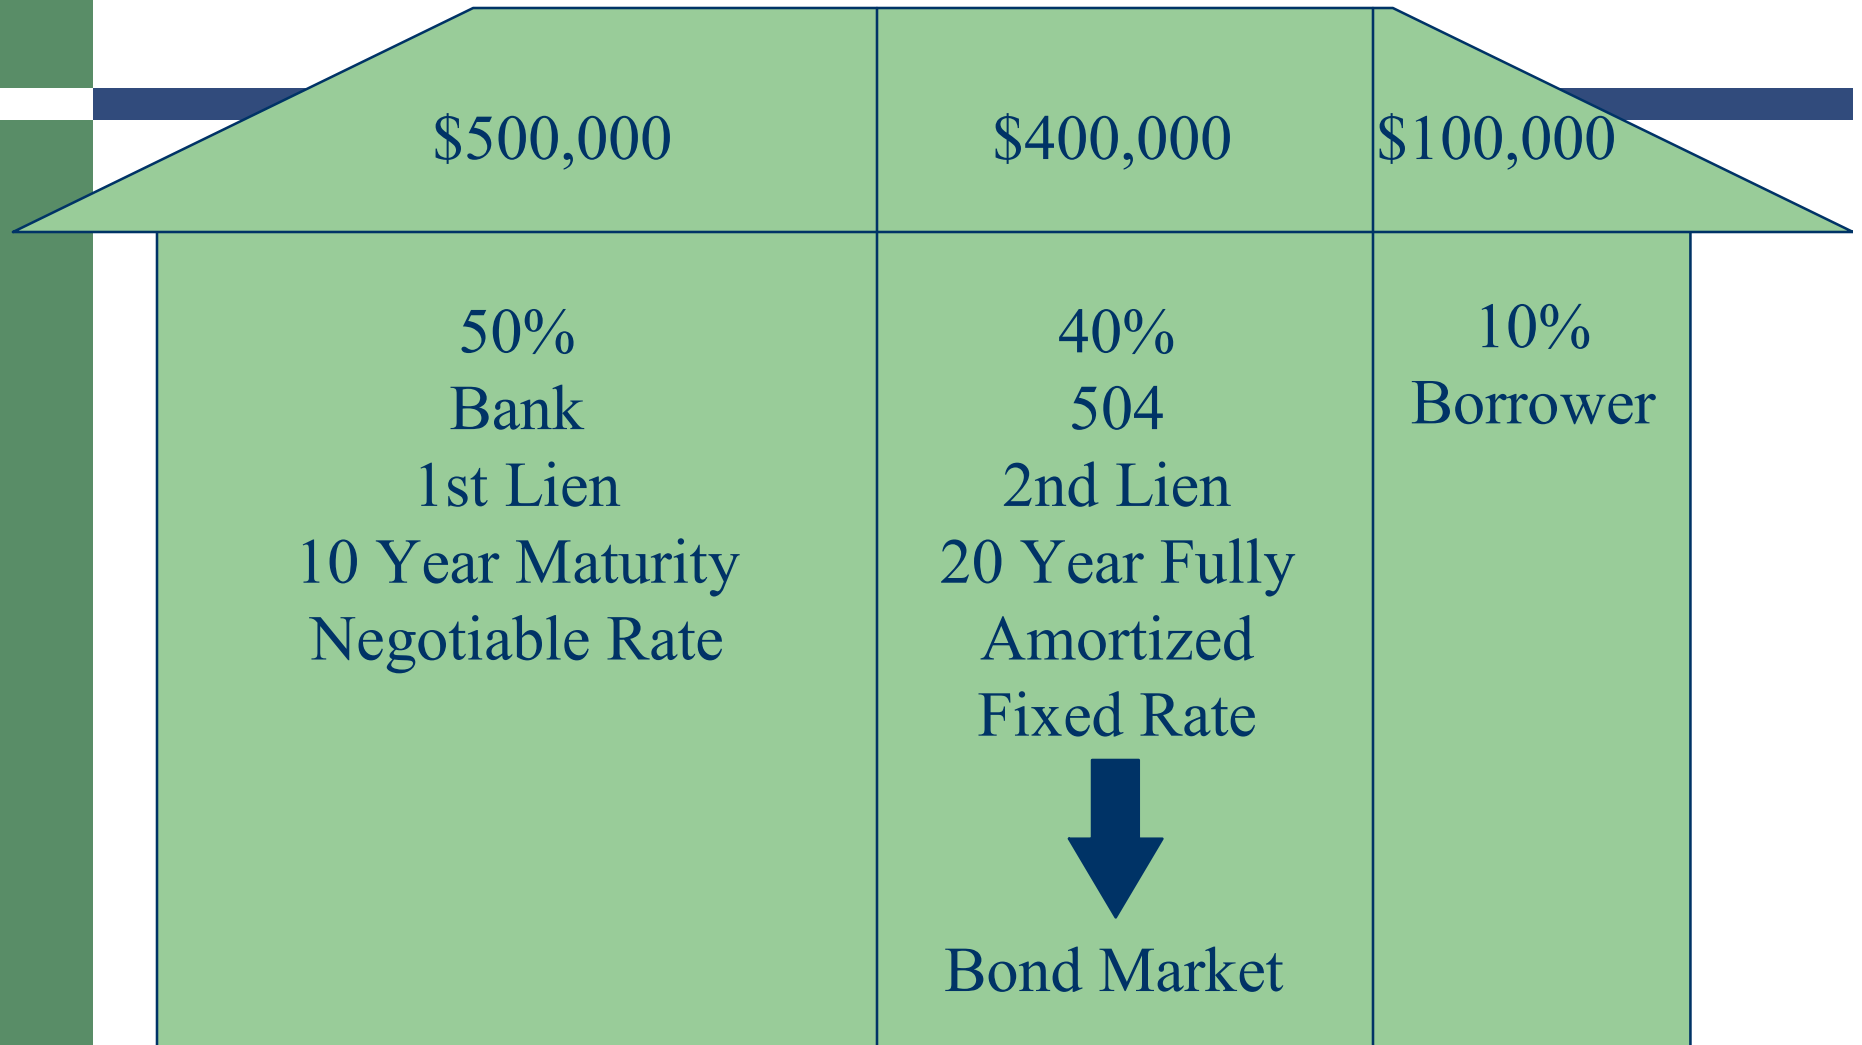 $500,000
$400,000
$100,000
50%
Bank
1st Lien
10 Year Maturity
Negotiable Rate
40%
504
2nd Lien
20 Year Fully
Amortized
Fixed Rate
Bond Market
10%
Borrower